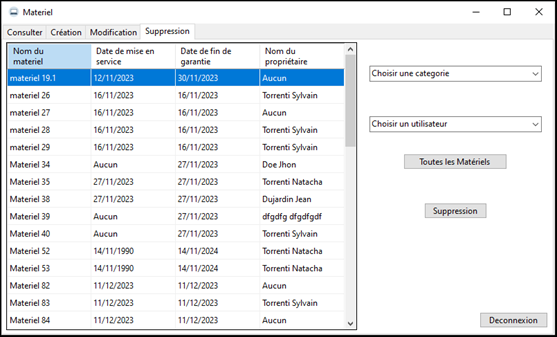 Materiel
Consulter Création Modification Suppression
Nom du materiel Date de mise en service Date de fin de garantie Nom du propriétaire
materiel 19.1 12/11/2023 30/11/2023 Aucun
materiel 26 16/11/2023 16/11/2023 Torrenti Sylvain
materiel 27 16/11/2023 16/11/2023 Aucun
materiel 28 16/11/2023 16/11/2023 Torrenti Sylvain
materiel 29 16/11/2023 16/11/2023 Torrenti Sylvain
Materiel 34 Aucun 27/11/2023 Doe Jhon
Materiel 35 27/11/2023 27/11/2023 Torrenti Natacha
Materiel 38 27/11/2023 27/11/2023 Dujardin Jean
Materiel 39 Aucun 27/11/2023 dfgdfg dfgdfgdf
Materiel 40 Aucun 27/11/2023 Torrenti Sylvain
Materiel 52 14/11/1990 14/11/2024 Torrenti Natacha
Materiel 53 14/11/1990 14/11/2024 Torrenti Natacha
Materiel 82 11/12/2023 11/12/2023 Aucun
Materiel 83 11/12/2023 11/12/2023 Torrenti Sylvain
Materiel 84 11/12/2023 11/12/2023 Aucun
Choisir une categorie
Choisir un utilisateur
Toutes les Matériels
Suppression
Deconnexion